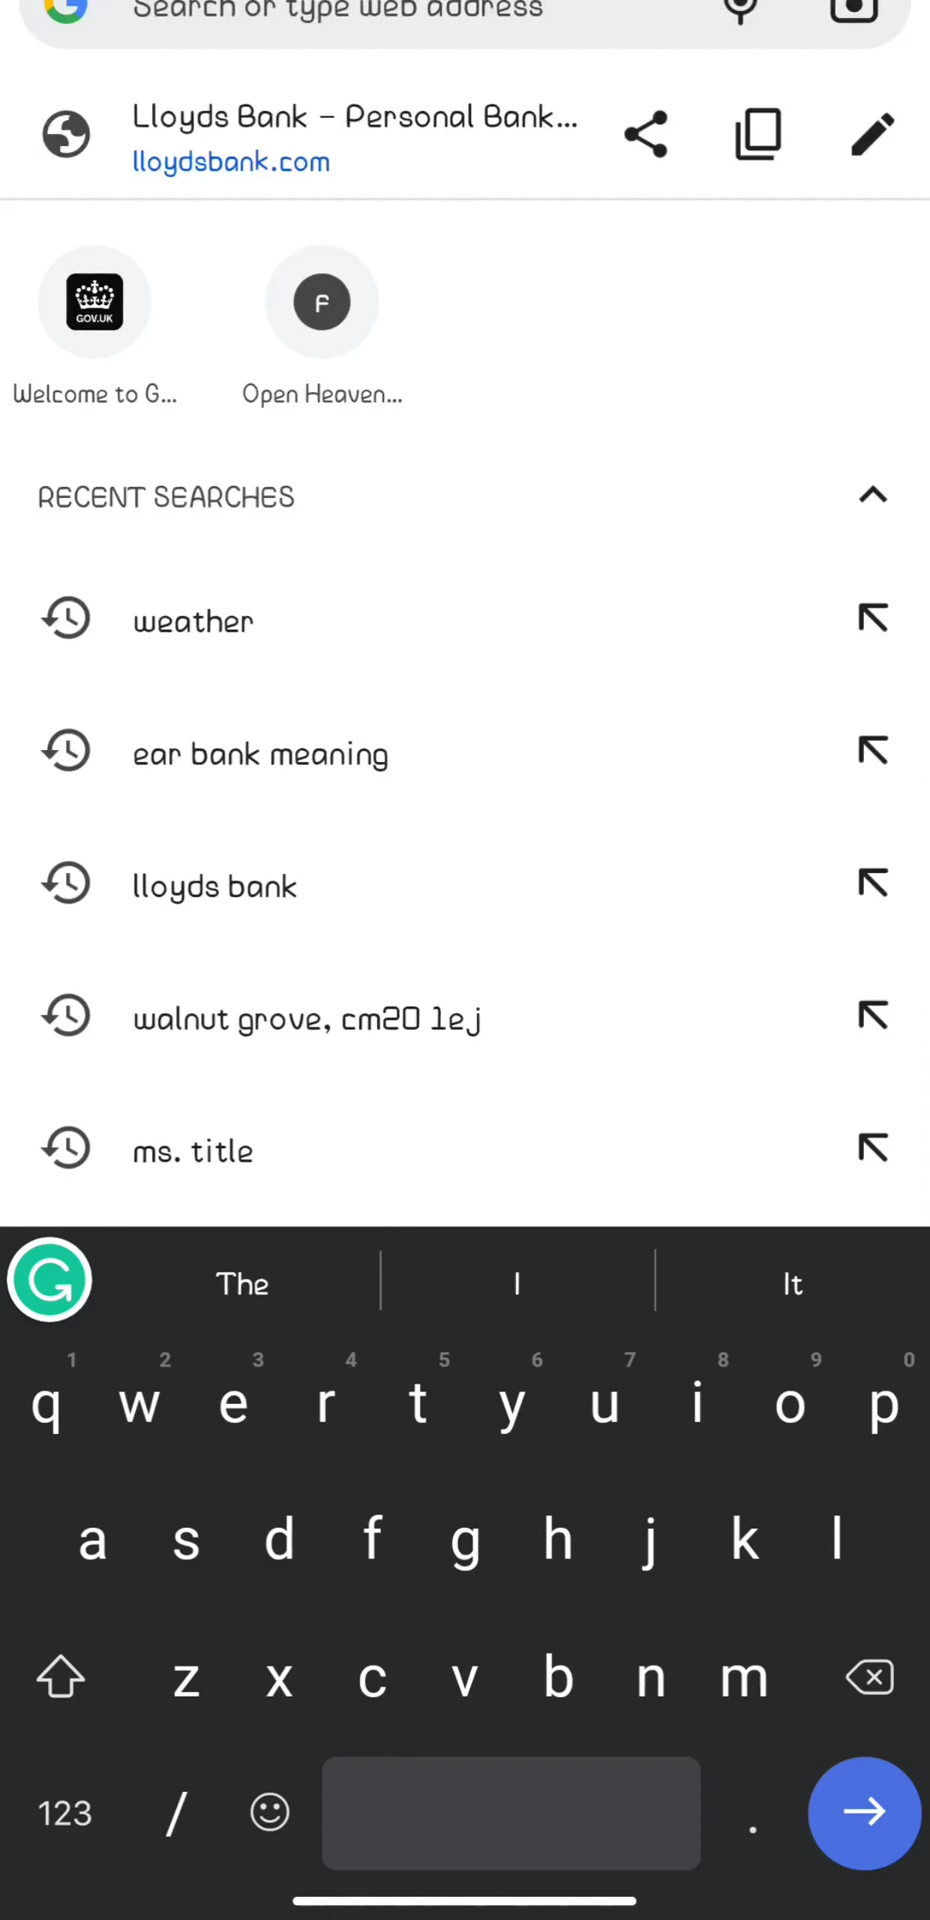 Search or type web address
Lloyds Bank – Personal Bank...
lloydsbank.com
GOV.UK
F
Welcome to G...
Open Heaven...
RECENT SEARCHES
weather
ear bank meaning
lloyds bank
walnut grove, cm20 1ej
ms. title
The I It
1 2 3 4 5 6 7 8 9 0
q w e r t y u i o p
a s d f g h j k l
z x c v b n m
123 / .